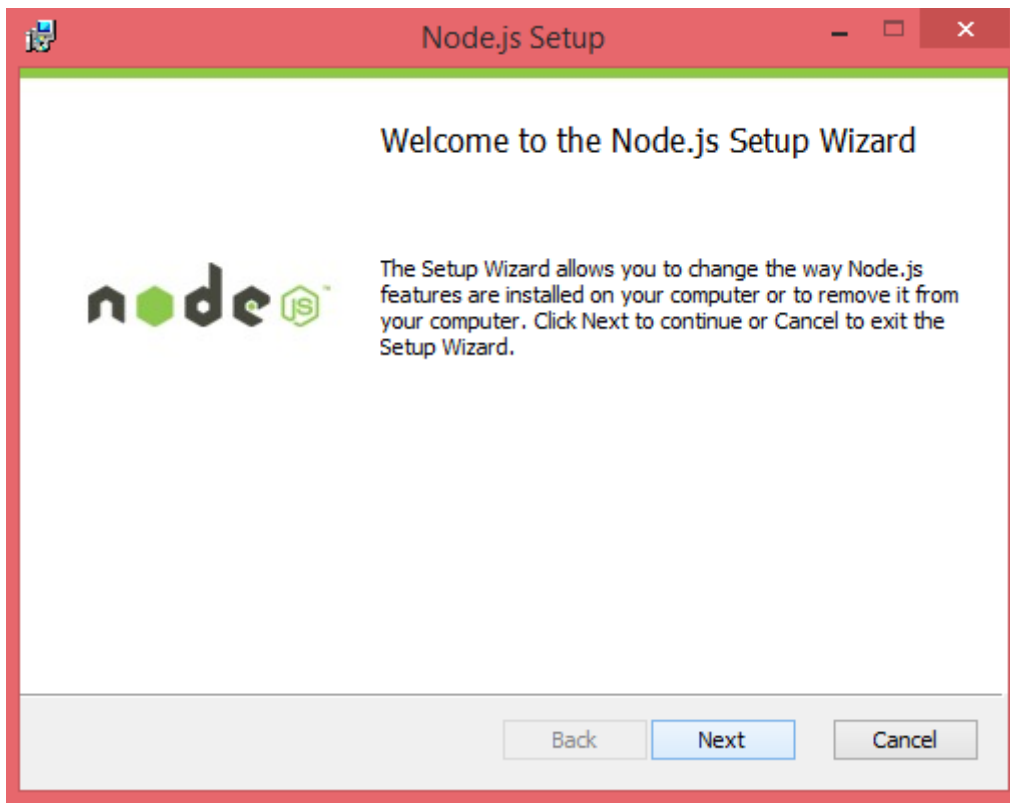 Node.js Setup
Welcome to the Node.js Setup Wizard
The Setup Wizard allows you to change the way Node.js
features are installed on your computer or to remove it from
your computer. Click Next to continue or Cancel to exit the
Setup Wizard.
node JS™
Back Next Cancel